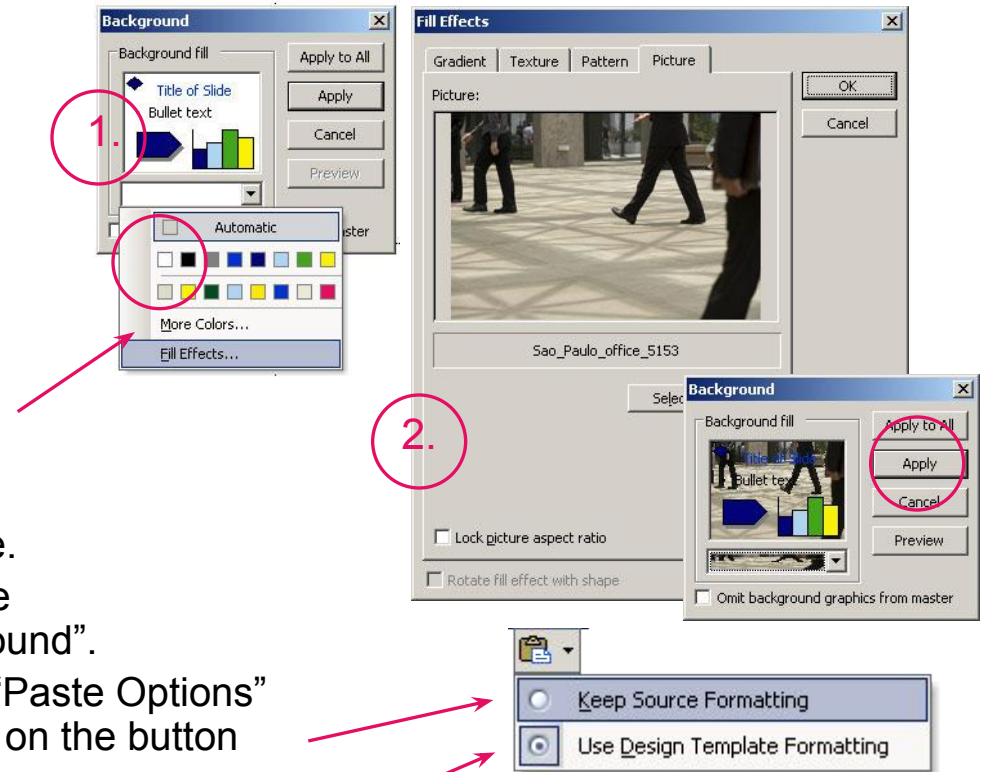 Background
Background fill
Title of Slide
Bullet text
Apply to All
Apply
Cancel
Preview
1.
Automatic
More Colors...
Fill Effects...
Fill Effects
Gradient Texture Pattern Picture
Picture:
OK
Cancel
Sao_Paulo_office_5153
2.
Lock picture aspect ratio
Rotate fill effect with shape
Background
Background fill
Title of Slide
Bullet text
Apply to All
Apply
Cancel
Preview
Omit background graphics from master
ound”.
“Paste Options”
on the button
Keep Source Formatting
Use Design Template Formatting